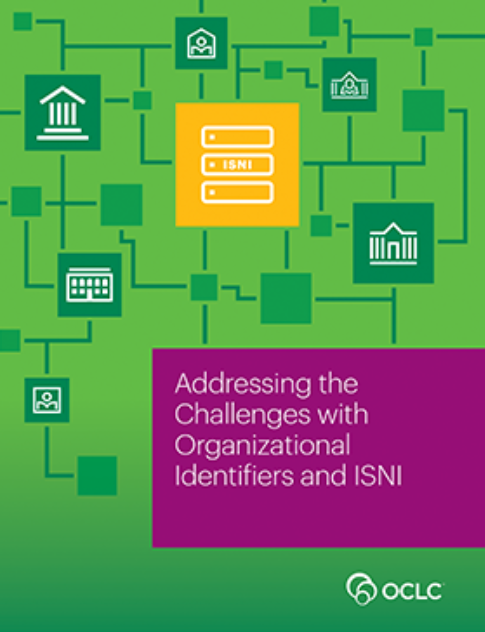 ISNI
Addressing the
Challenges with
Organizational
Identifiers and ISNI
OCLC